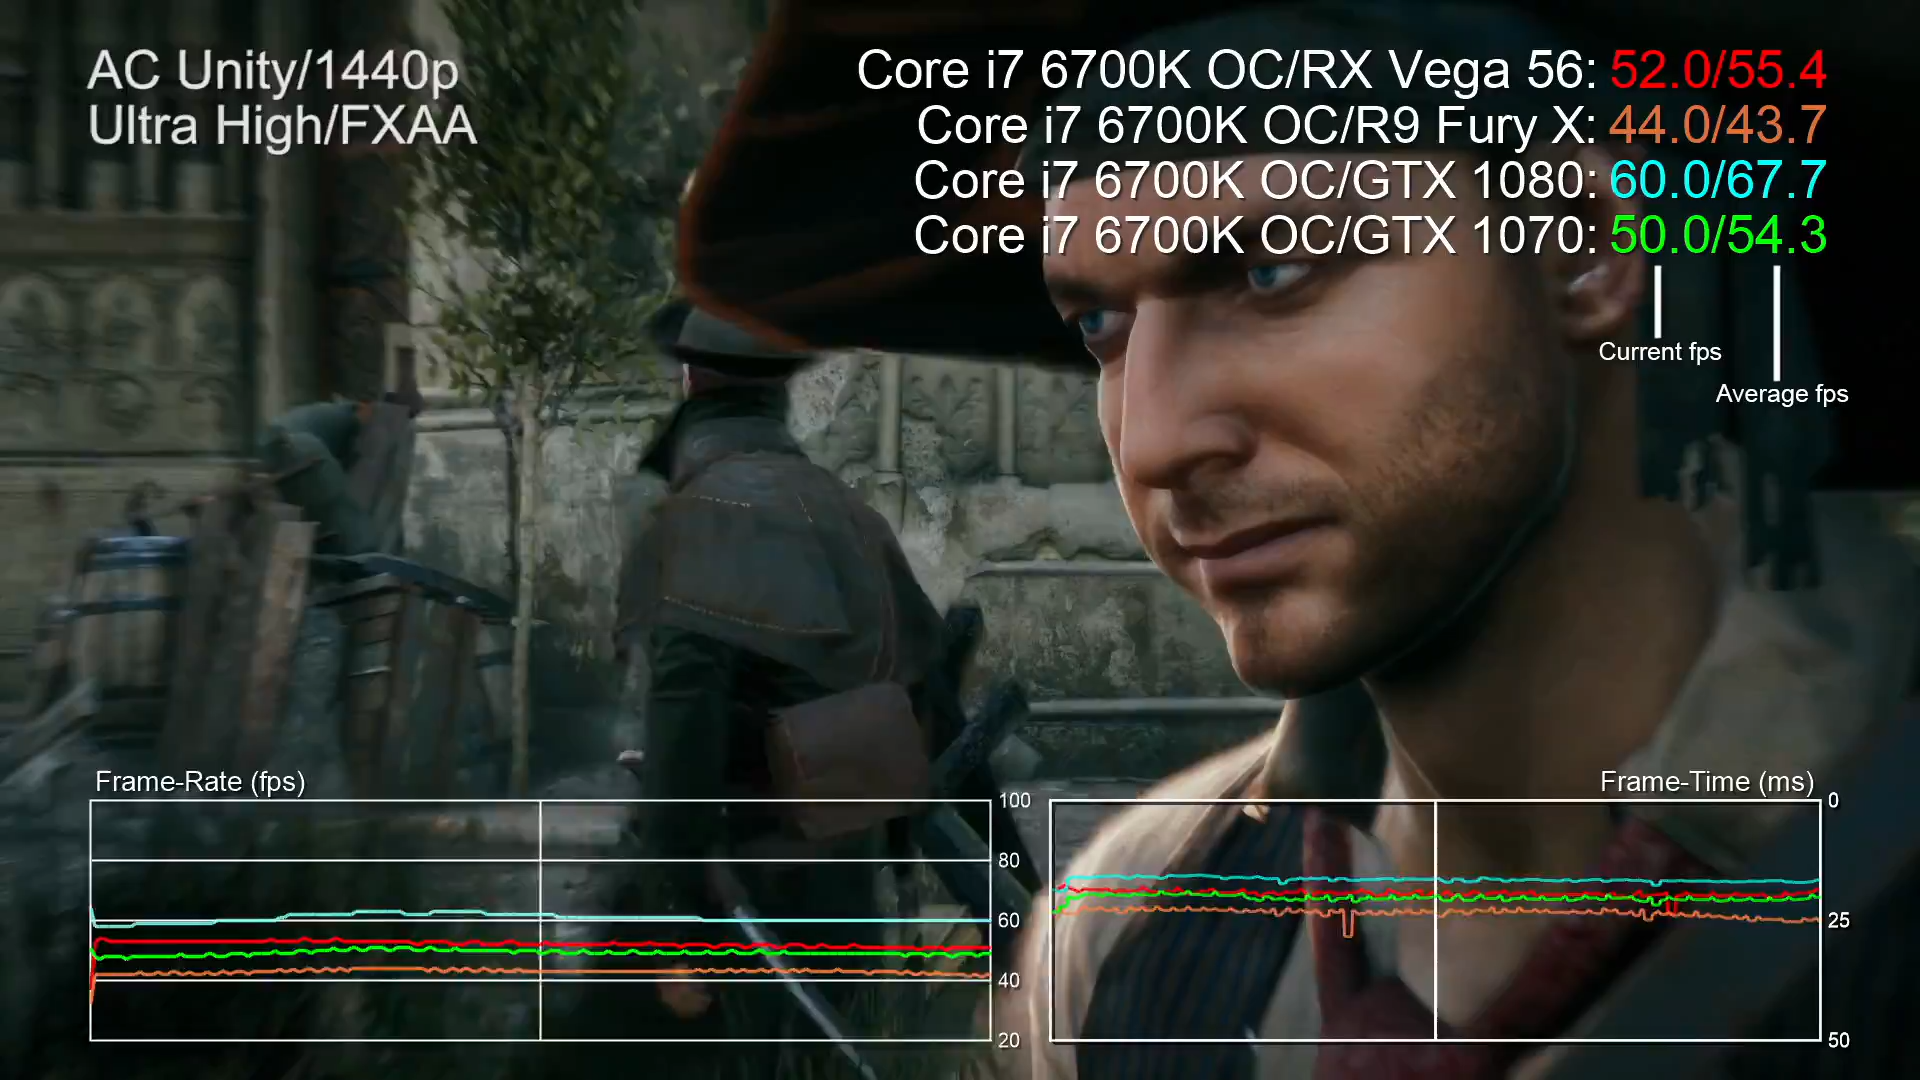 AC Unity/1440p
Ultra High/FXAA
Core i7 6700K OC/RX Vega 56: 52.0/55.4
Core i7 6700K OC/R9 Fury X: 44.0/43.7
Core i7 6700K OC/GTX 1080: 60.0/67.7
Core i7 6700K OC/GTX 1070: 50.0/54.3
Current fps
Average fps
Frame-Rate (fps)
100
80
60
40
20
Frame-Time (ms)
0
25
50